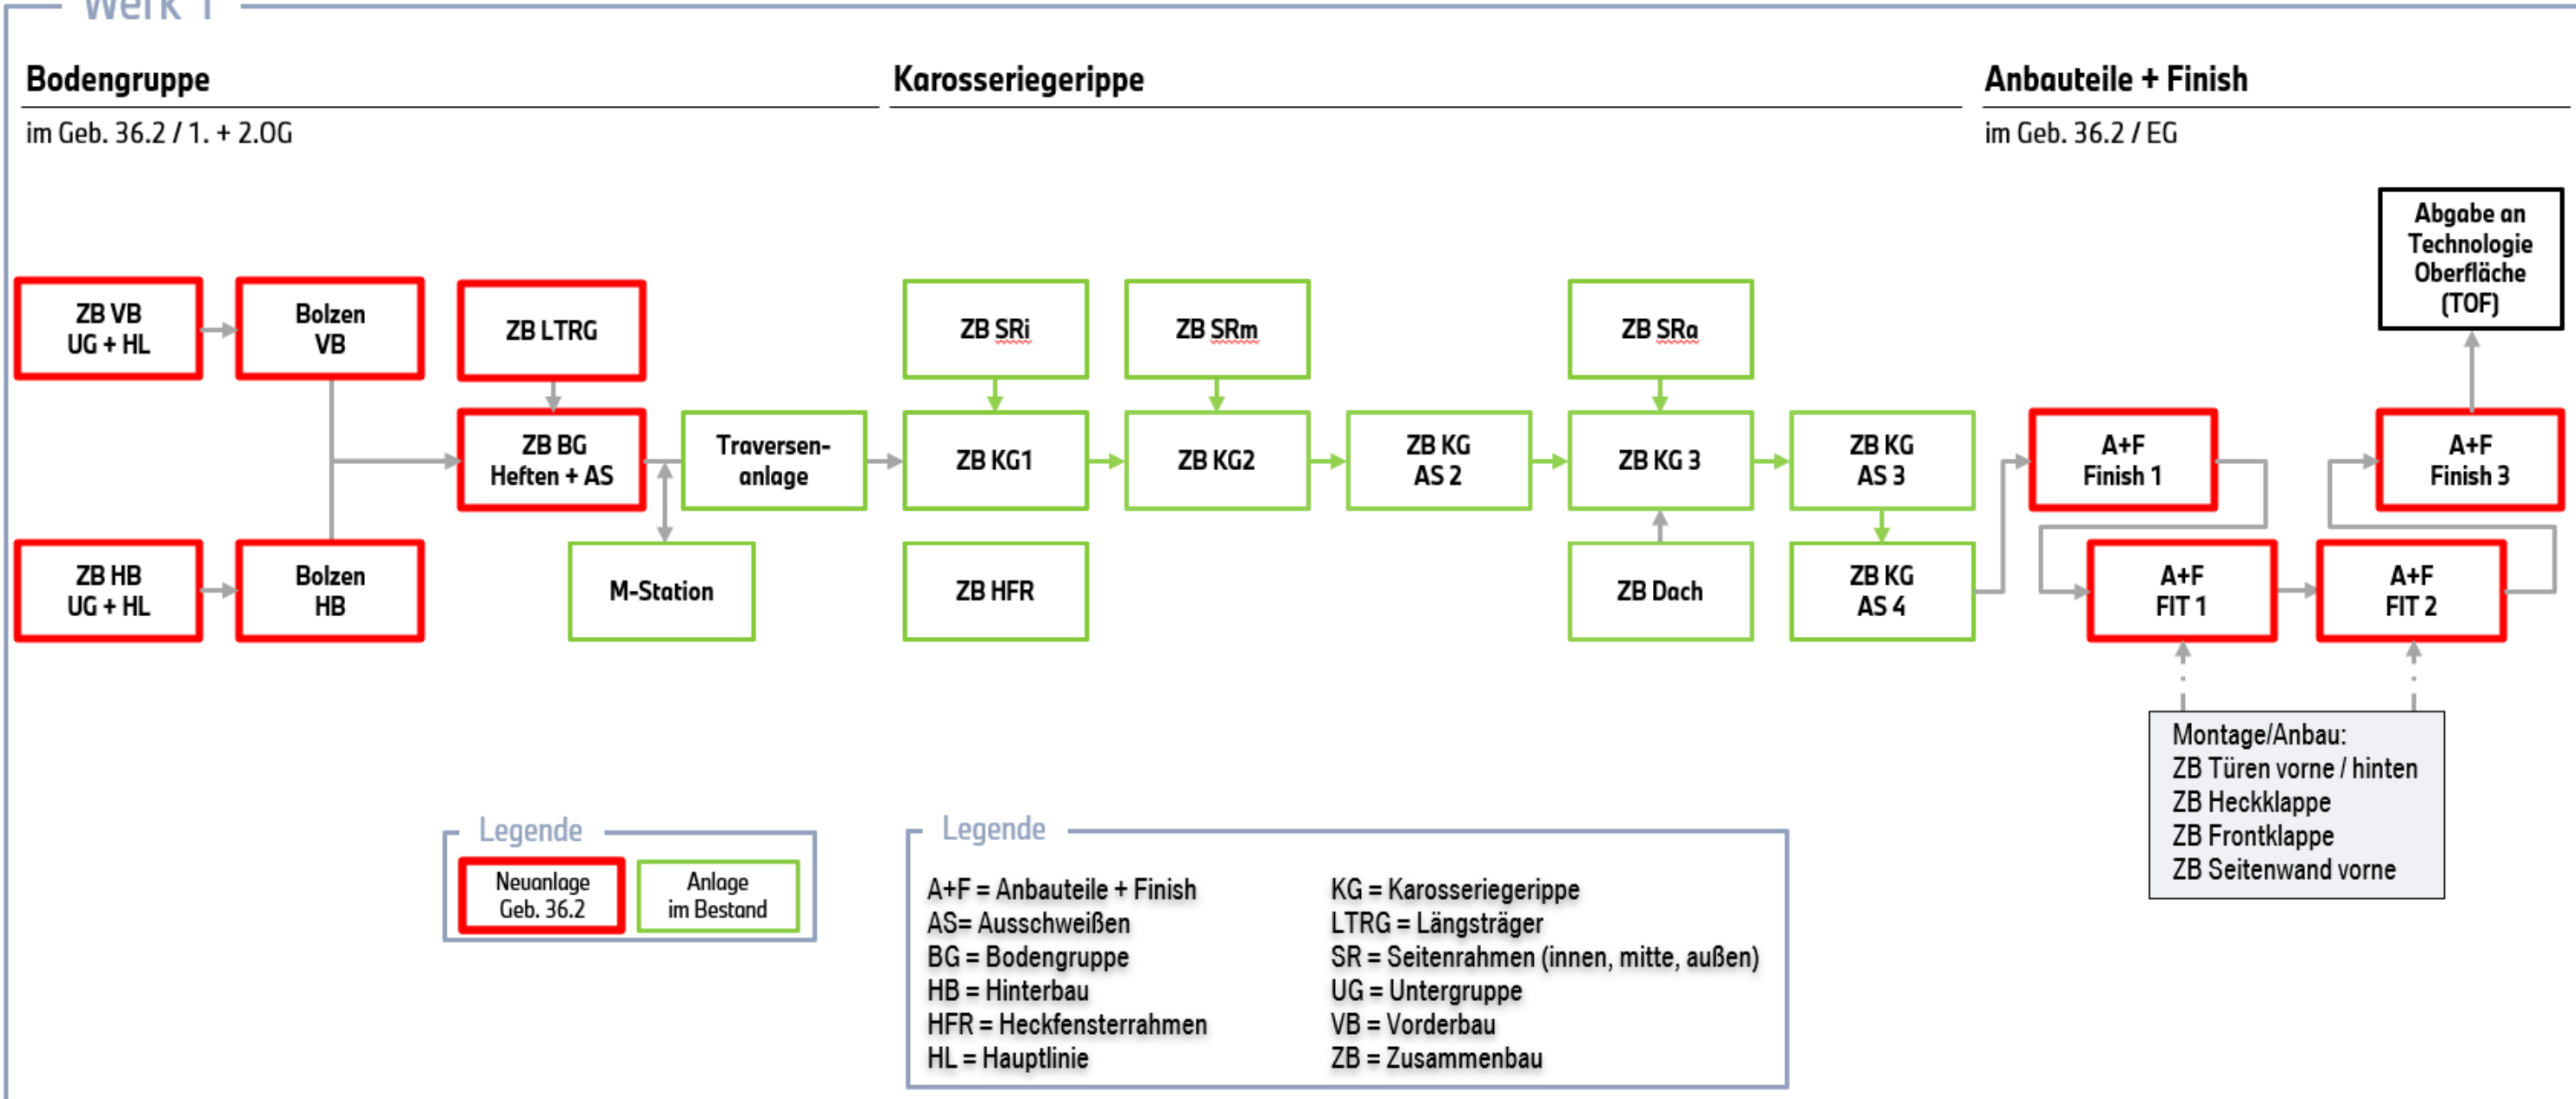 Werk 1
Bodengruppe
im Geb. 36.2 / 1. + 2.OG
Karosseriegerippe
Anbauteile + Finish
im Geb. 36.2 / EG
ZB VB
UG + HL
Bolzen
VB
ZB LTRG
ZB SRi
ZB SRm
ZB SRa
Abgabe an
Technologie
Oberfläche
(TOF)
ZB BG
Heften + AS
Traversen-
anlage
ZB KG1
ZB KG2
ZB KG
AS 2
ZB KG 3
ZB KG
AS 3
A+F
Finish 1
A+F
Finish 3
ZB HB
UG + HL
Bolzen
HB
M-Station
ZB HFR
ZB Dach
ZB KG
AS 4
A+F
FIT 1
A+F
FIT 2
Montage/Anbau:
ZB Türen vorne / hinten
ZB Heckklappe
ZB Frontklappe
ZB Seitenwand vorne
Legende
Neuanlage
Geb. 36.2
Anlage
im Bestand
Legende
A+F = Anbauteile + Finish
AS= Ausschweißen
BG = Bodengruppe
HB = Hinterbau
HFR = Heckfensterrahmen
HL = Hauptlinie
KG = Karosseriegerippe
LTRG = Längsträger
SR = Seitenrahmen (innen, mitte, außen)
UG = Untergruppe
VB = Vorderbau
ZB = Zusammenbau